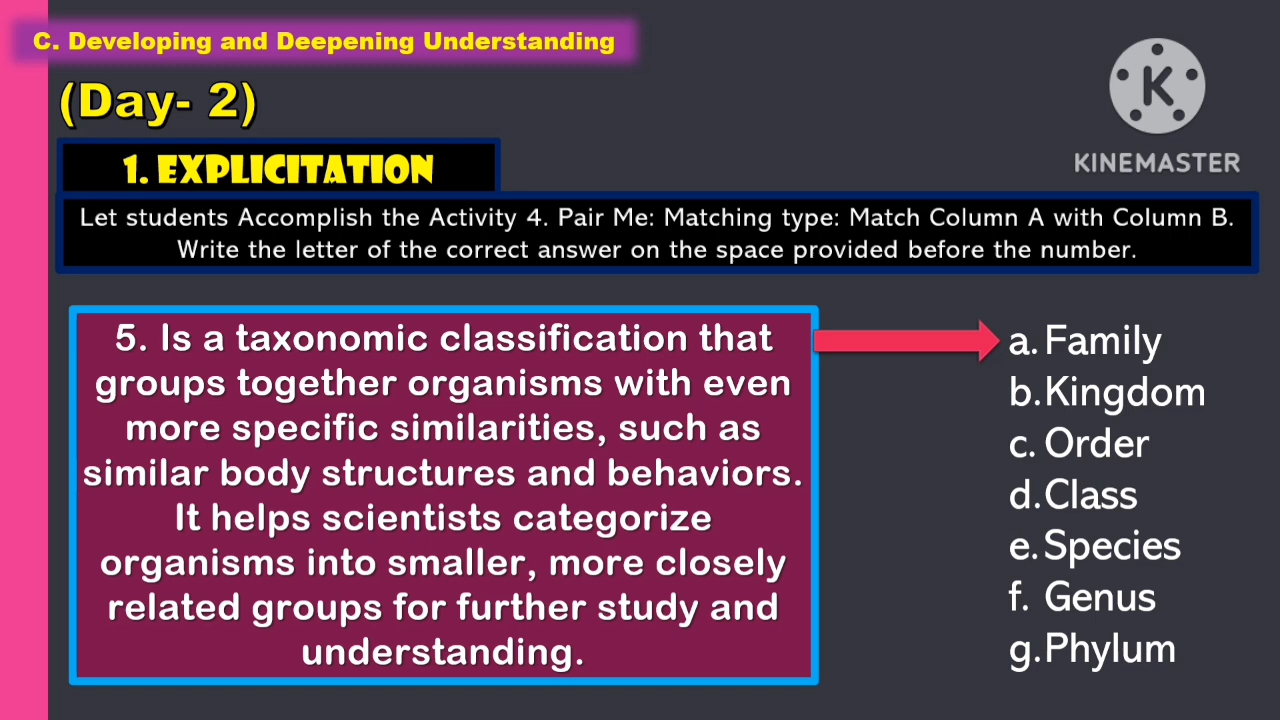 C. Developing and Deepening Understanding
(Day- 2)
KINEMASTER
1. EXPLICITATION
Let students Accomplish the Activity 4. Pair Me: Matching type: Match Column A with Column B.
Write the letter of the correct answer on the space provided before the number.
5. Is a taxonomic classification that
groups together organisms with even
more specific similarities, such as
similar body structures and behaviors.
It helps scientists categorize
organisms into smaller, more closely
related groups for further study and
understanding.
a. Family
b. Kingdom
c. Order
d. Class
e. Species
f. Genus
g. Phylum